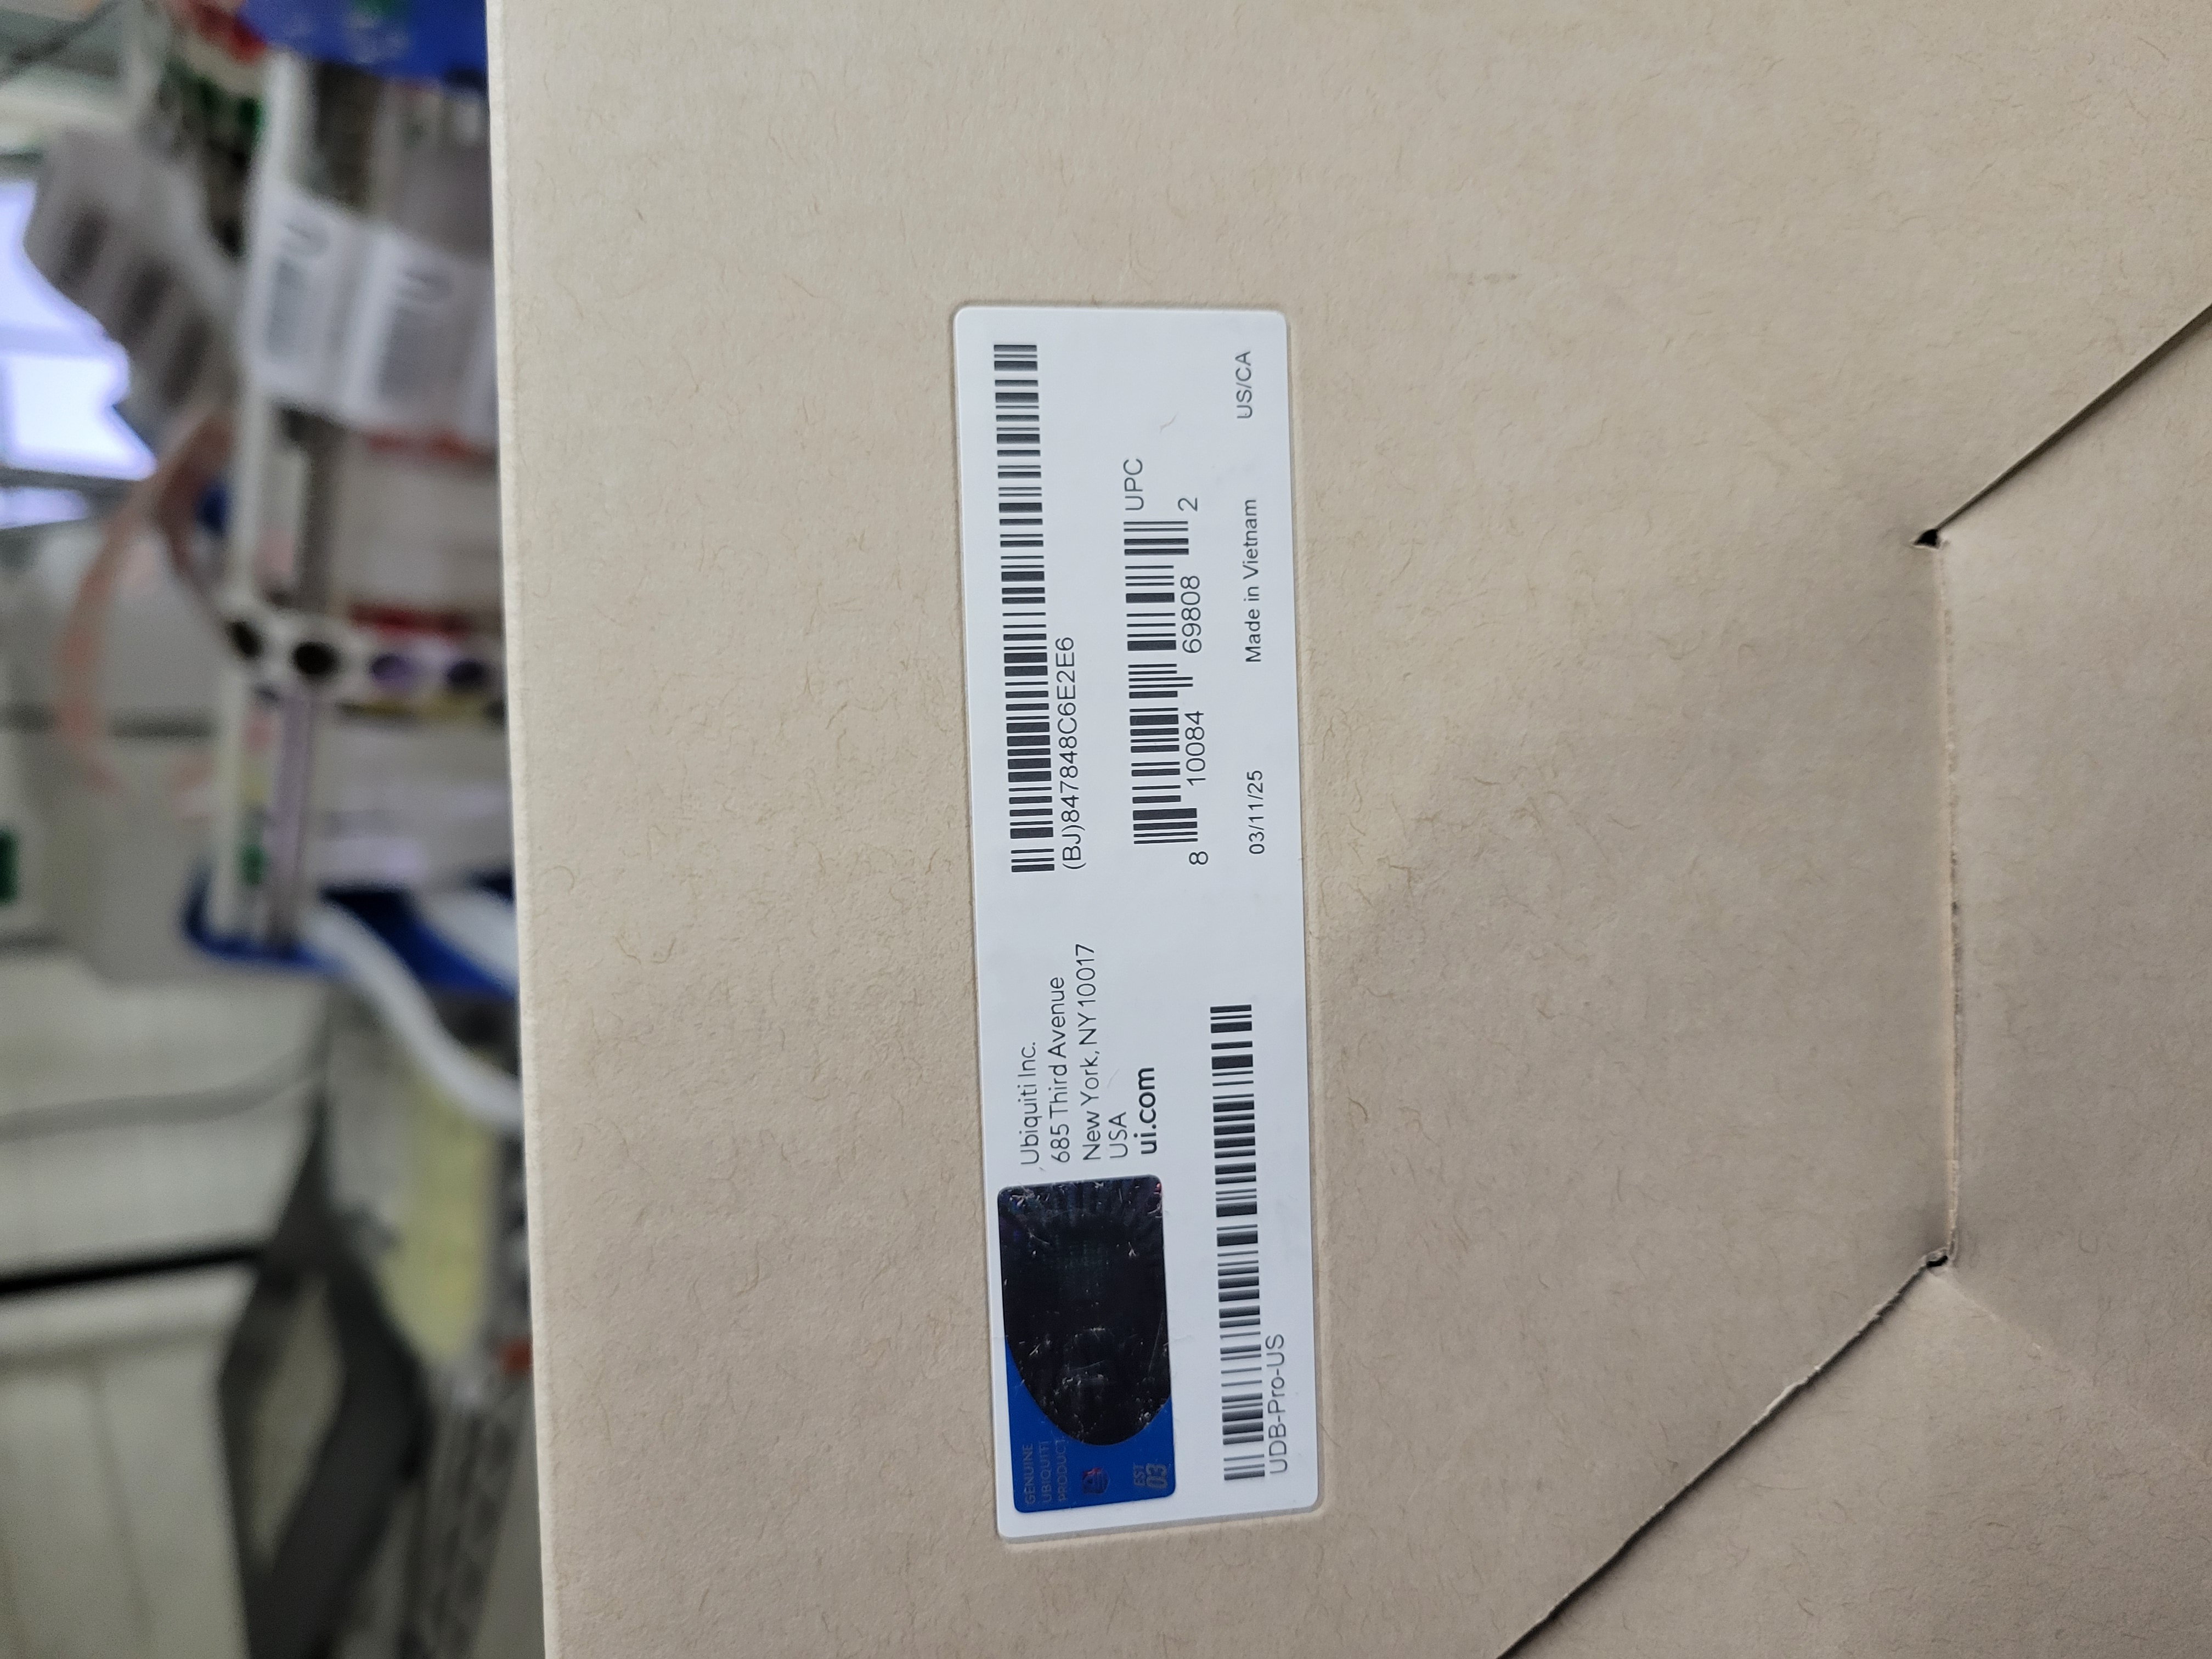 Ubiquiti Inc.
685 Third Avenue
New York, NY 10017
USA
ui.com
GENUINE
UBIQUITI
PRODUCT
EST
03
UDB-Pro-US
(BJ)847848C6E2E6
UPC
8 10084 69808 2
03/11/25 Made in Vietnam US/CA